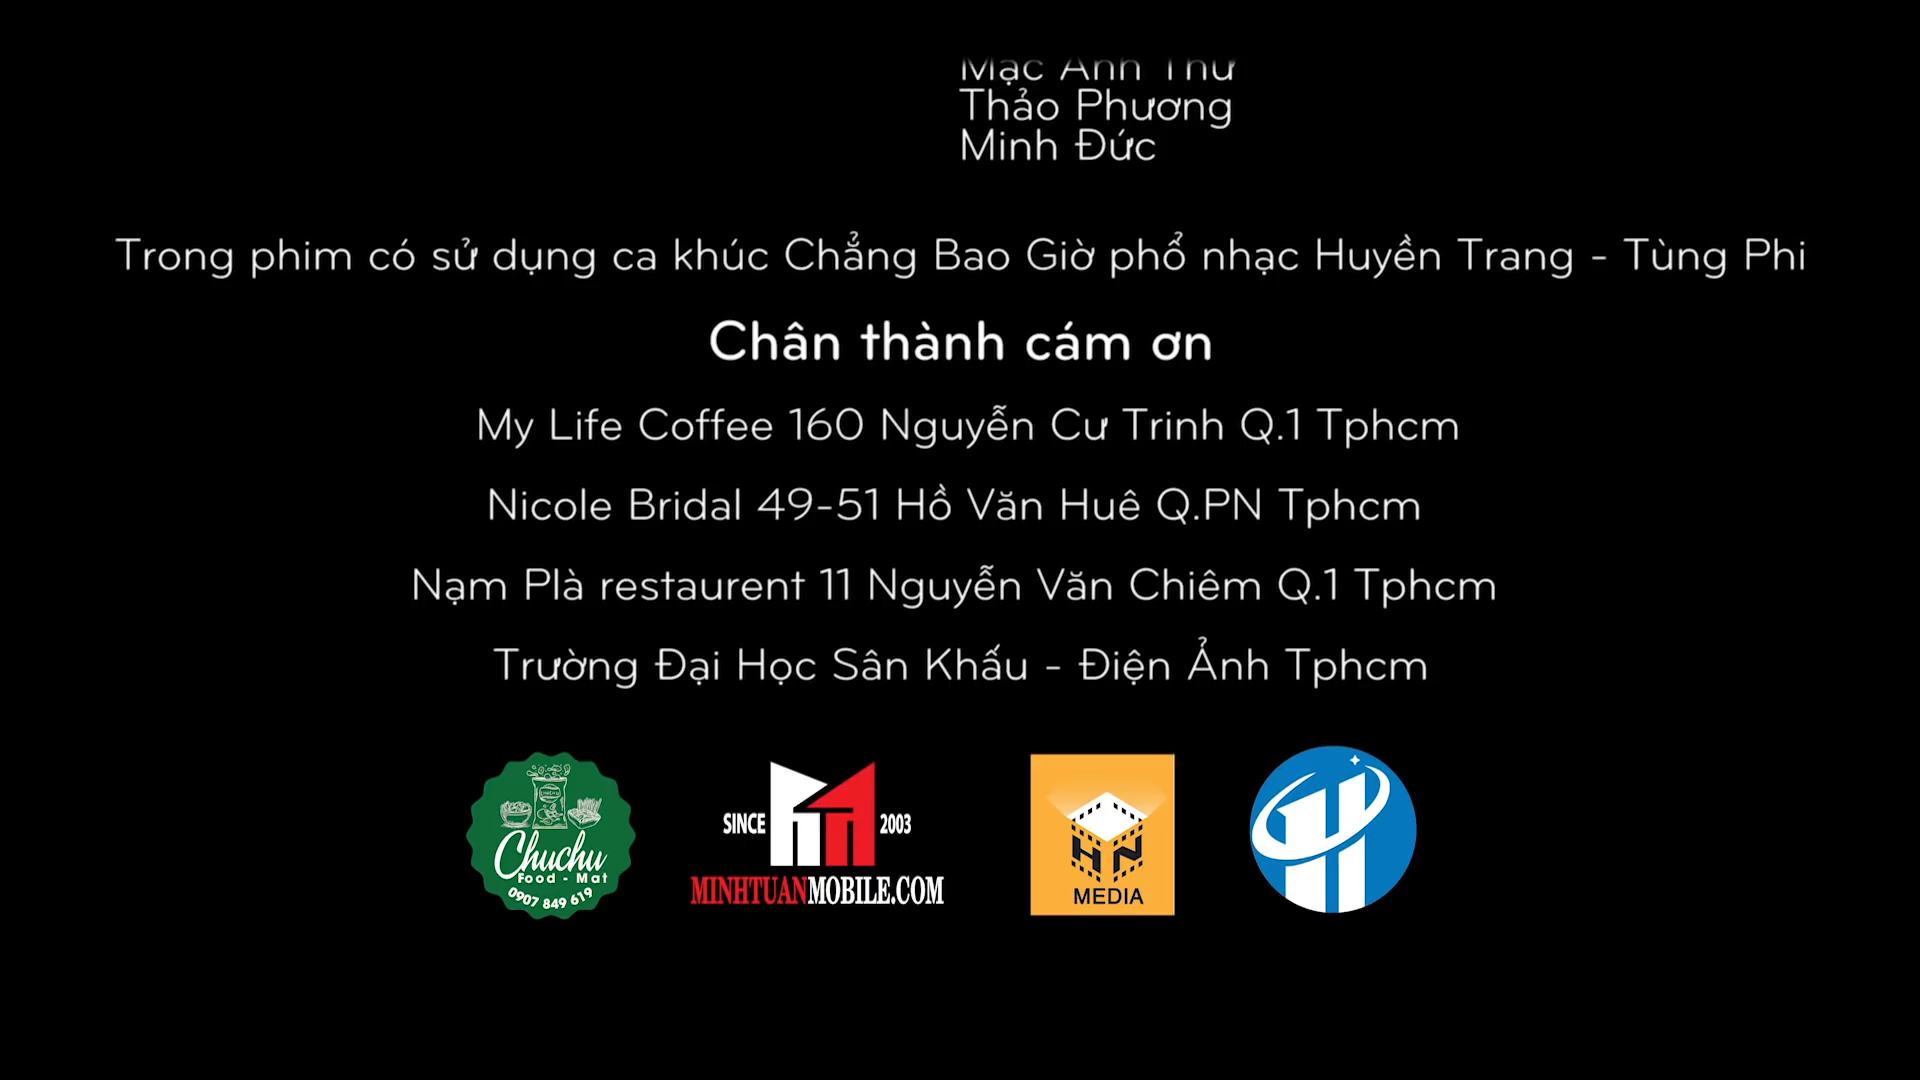 Mạc Anh Thư
Thảo Phương
Minh Đức
Trong phim có sử dụng ca khúc Chẳng Bao Giờ phổ nhạc Huyền Trang - Tùng Phi
Chân thành cám ơn
My Life Coffee 160 Nguyễn Cư Trinh Q.1 Tphcm
Nicole Bridal 49-51 Hồ Văn Huê Q.PN Tphcm
Nạm Plà restaurent 11 Nguyễn Văn Chiêm Q.1 Tphcm
Trường Đại Học Sân Khấu - Điện Ảnh Tphcm
Chuchu
Food - Mat
0907 849 619
SINCE 2003
MINHTUANMOBILE.COM
HN
MEDIA